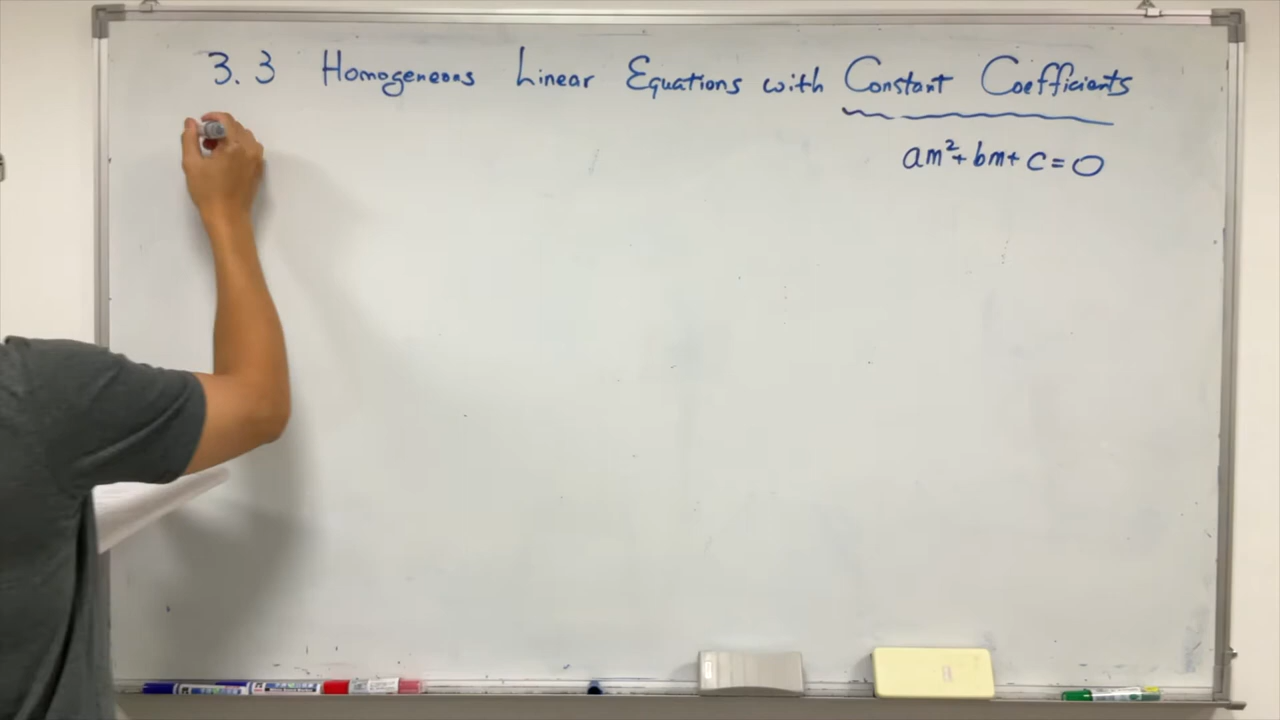 3.3 Homogeneous Linear Equations with Constant Coefficients
am²+bm+c=0